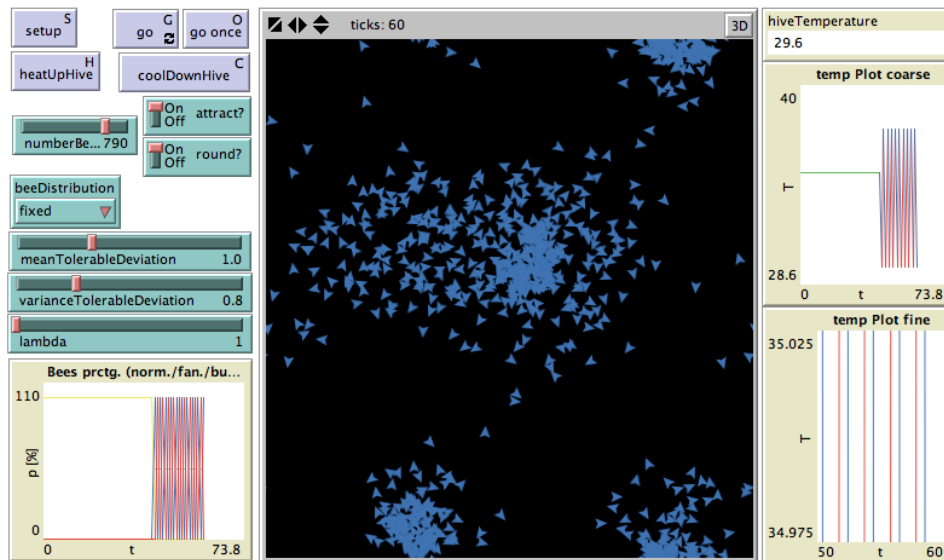 S
setup
G
go
O
go once
H
heatUpHive
C
coolDownHive
On
Off
attract?
numberBe... 790
On
Off
round?
beeDistribution
fixed
meanTolerableDeviation 1.0
varianceTolerableDeviation 0.8
lambda 1
Bees prctg. (norm./fan./bu...
110
p [%]
0
0 t 73.8
ticks: 60
3D
hiveTemperature
29.6
temp Plot coarse
40
T
28.6
0 t 73.8
temp Plot fine
35.025
T
34.975
50 t 60